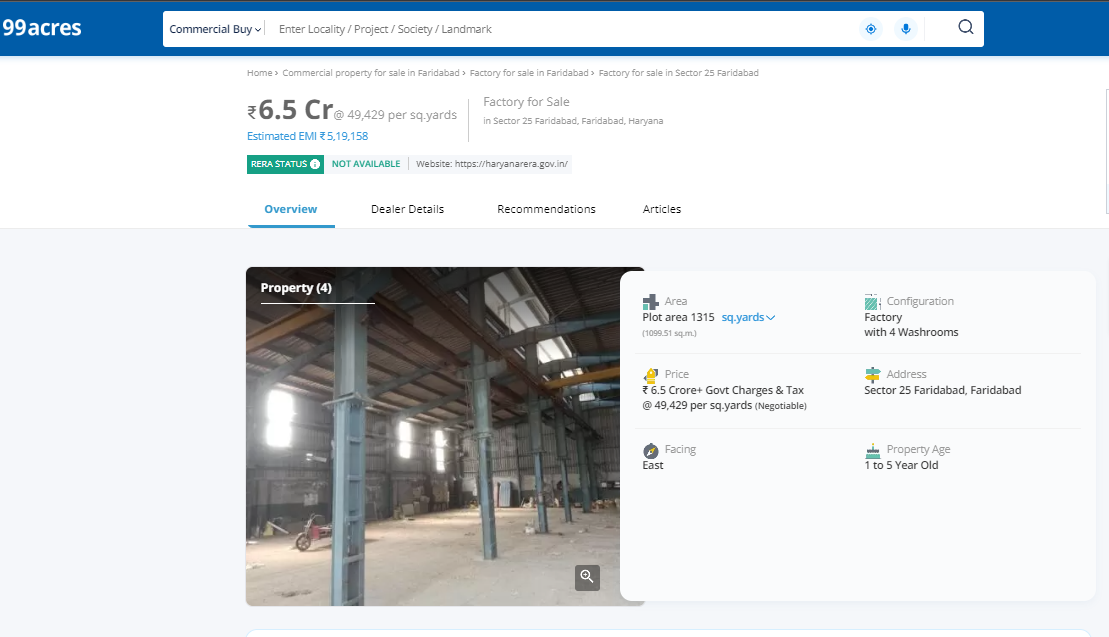 99acres
Commercial Buy
Enter Locality / Project / Society / Landmark
Home › Commercial property for sale in Faridabad › Factory for sale in Faridabad › Factory for sale in Sector 25 Faridabad
₹6.5 Cr @ 49,429 per sq.yards
Estimated EMI ₹5,19,158
Factory for Sale
in Sector 25 Faridabad, Faridabad, Haryana
RERA STATUS i NOT AVAILABLE Website: https://haryanarera.gov.in/
Overview Dealer Details Recommendations Articles
Property (4)
Area
Plot area 1315 sq.yards
(1099.51 sq.m.)
Configuration
Factory
with 4 Washrooms
Price
₹ 6.5 Crore+ Govt Charges & Tax
@ 49,429 per sq.yards (Negotiable)
Address
Sector 25 Faridabad, Faridabad
Facing
East
Property Age
1 to 5 Year Old